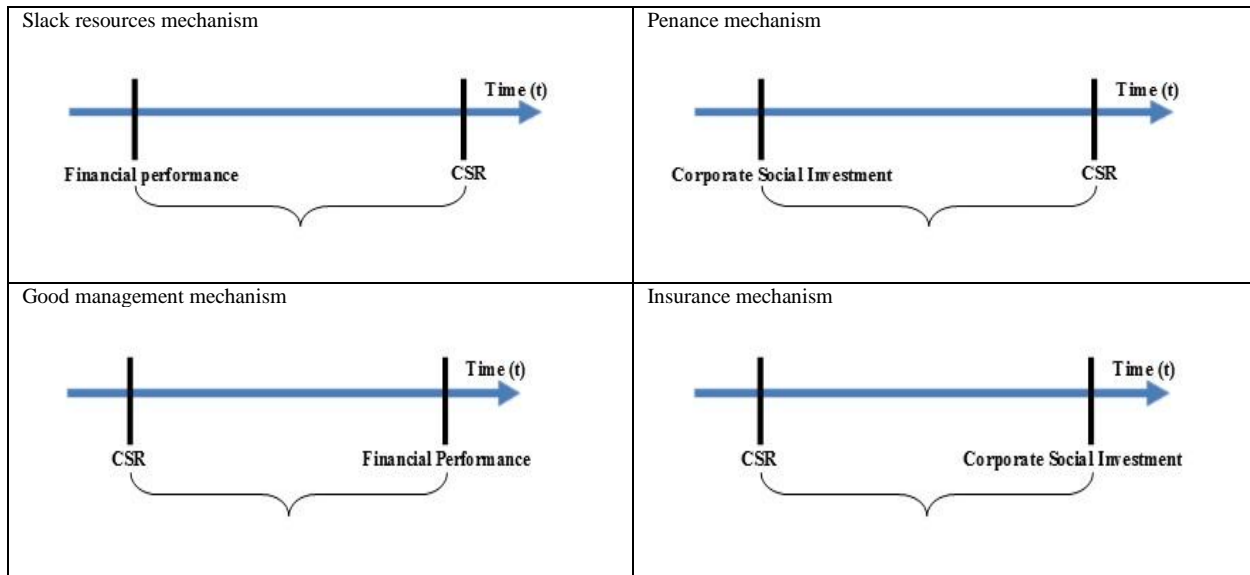 Slack resources mechanism
Time (t)
Financial performance
CSR
Penance mechanism
Time (t)
Corporate Social Investment
CSR
Good management mechanism
Time (t)
CSR
Financial Performance
Insurance mechanism
Time (t)
CSR
Corporate Social Investment